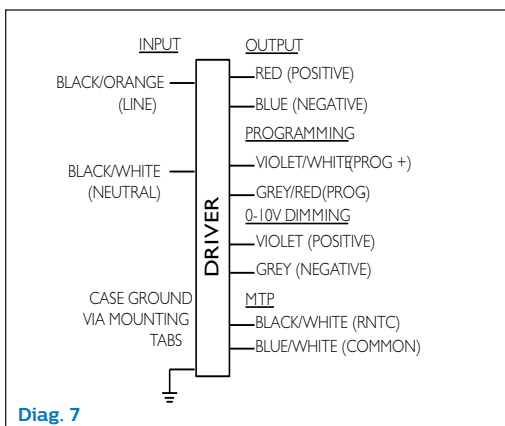 INPUT
BLACK/ORANGE
(LINE)
BLACK/WHITE
(NEUTRAL)
CASE GROUND
VIA MOUNTING
TABS
DRIVER
OUTPUT
RED (POSITIVE)
BLUE (NEGATIVE)
PROGRAMMING
VIOLET/WHITE(PROG +)
GREY/RED(PROG)
0-10V DIMMING
VIOLET (POSITIVE)
GREY (NEGATIVE)
MTP
BLACK/WHITE (RNTC)
BLUE/WHITE (COMMON)
Diag. 7